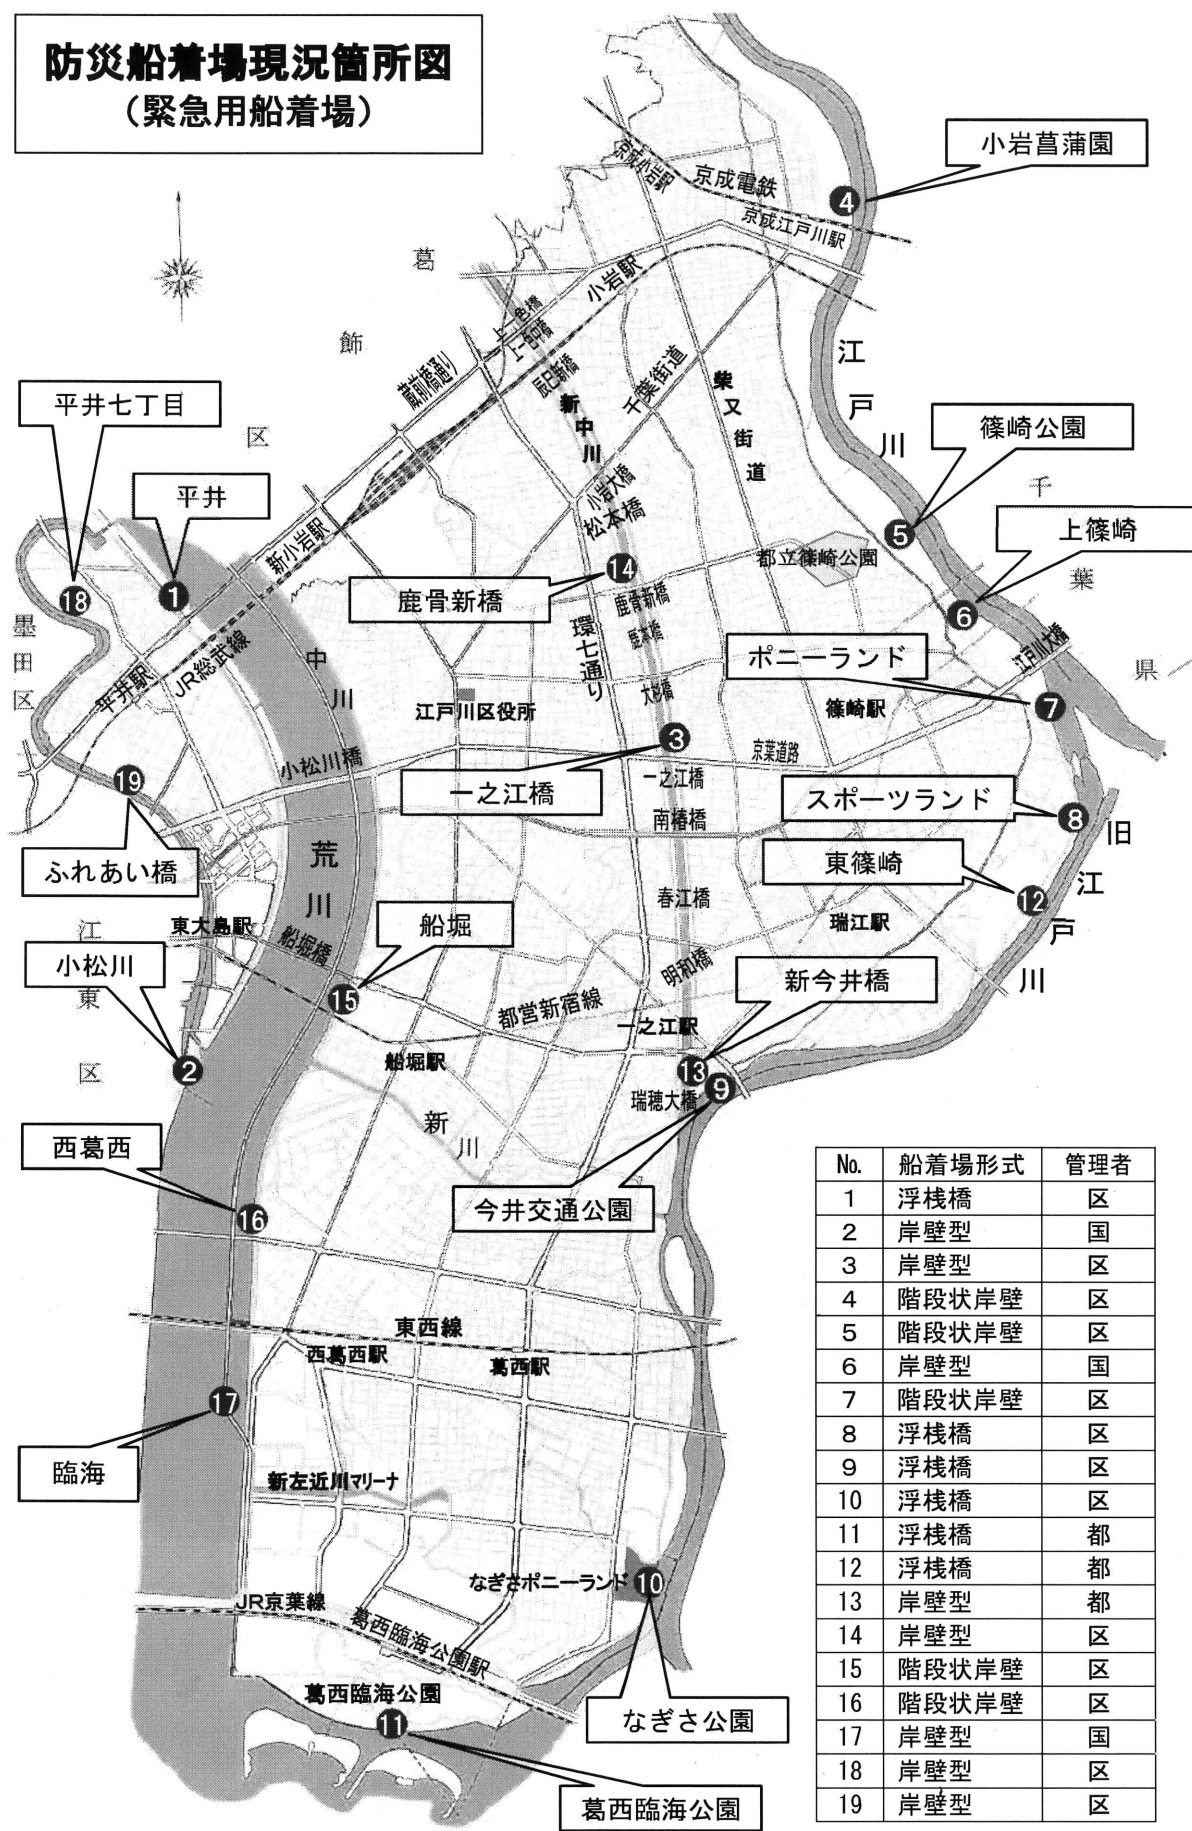 防災船着場現況箇所図
（緊急用船着場）
小岩菖蒲園
京成小岩駅
京成電鉄
4
京成江戸川駅
葛
飾
区
小岩駅
上一色橋
上一色中橋
辰巳新橋
蔵前橋通り
新中川
千葉街道
柴又街道
江戸川
平井七丁目
平井
篠崎公園
千
葉
県
上篠崎
新小岩駅
小岩大橋
松本橋
5
都立篠崎公園
14
鹿骨新橋
鹿骨新橋
鹿本橋
18
1
6
墨
田
区
環七通り
江戸川大橋
ポニーランド
平井駅
JR総武線
中
川
大杉橋
江戸川区役所
篠崎駅
7
3
京葉道路
小松川橋
19
一之江橋
一之江橋
スポーツランド
8
南椿橋
旧江戸川
ふれあい橋
荒川
東篠崎
12
春江橋
瑞江駅
江
東
区
東大島駅
船堀橋
船堀
小松川
明和橋
新今井橋
15
都営新宿線
一之江駅
船堀駅
2
13
9
瑞穂大橋
新
川
西葛西
今井交通公園
16
東西線
西葛西駅
葛西駅
17
臨海
新左近川マリーナ
なぎさポニーランド
10
JR京葉線
葛西臨海公園駅
葛西臨海公園
11
なぎさ公園
葛西臨海公園
No. 船着場形式 管理者
1 浮桟橋 区
2 岸壁型 国
3 岸壁型 区
4 階段状岸壁 区
5 階段状岸壁 区
6 岸壁型 国
7 階段状岸壁 区
8 浮桟橋 区
9 浮桟橋 区
10 浮桟橋 区
11 浮桟橋 都
12 浮桟橋 都
13 岸壁型 都
14 岸壁型 区
15 階段状岸壁 区
16 階段状岸壁 区
17 岸壁型 国
18 岸壁型 区
19 岸壁型 区